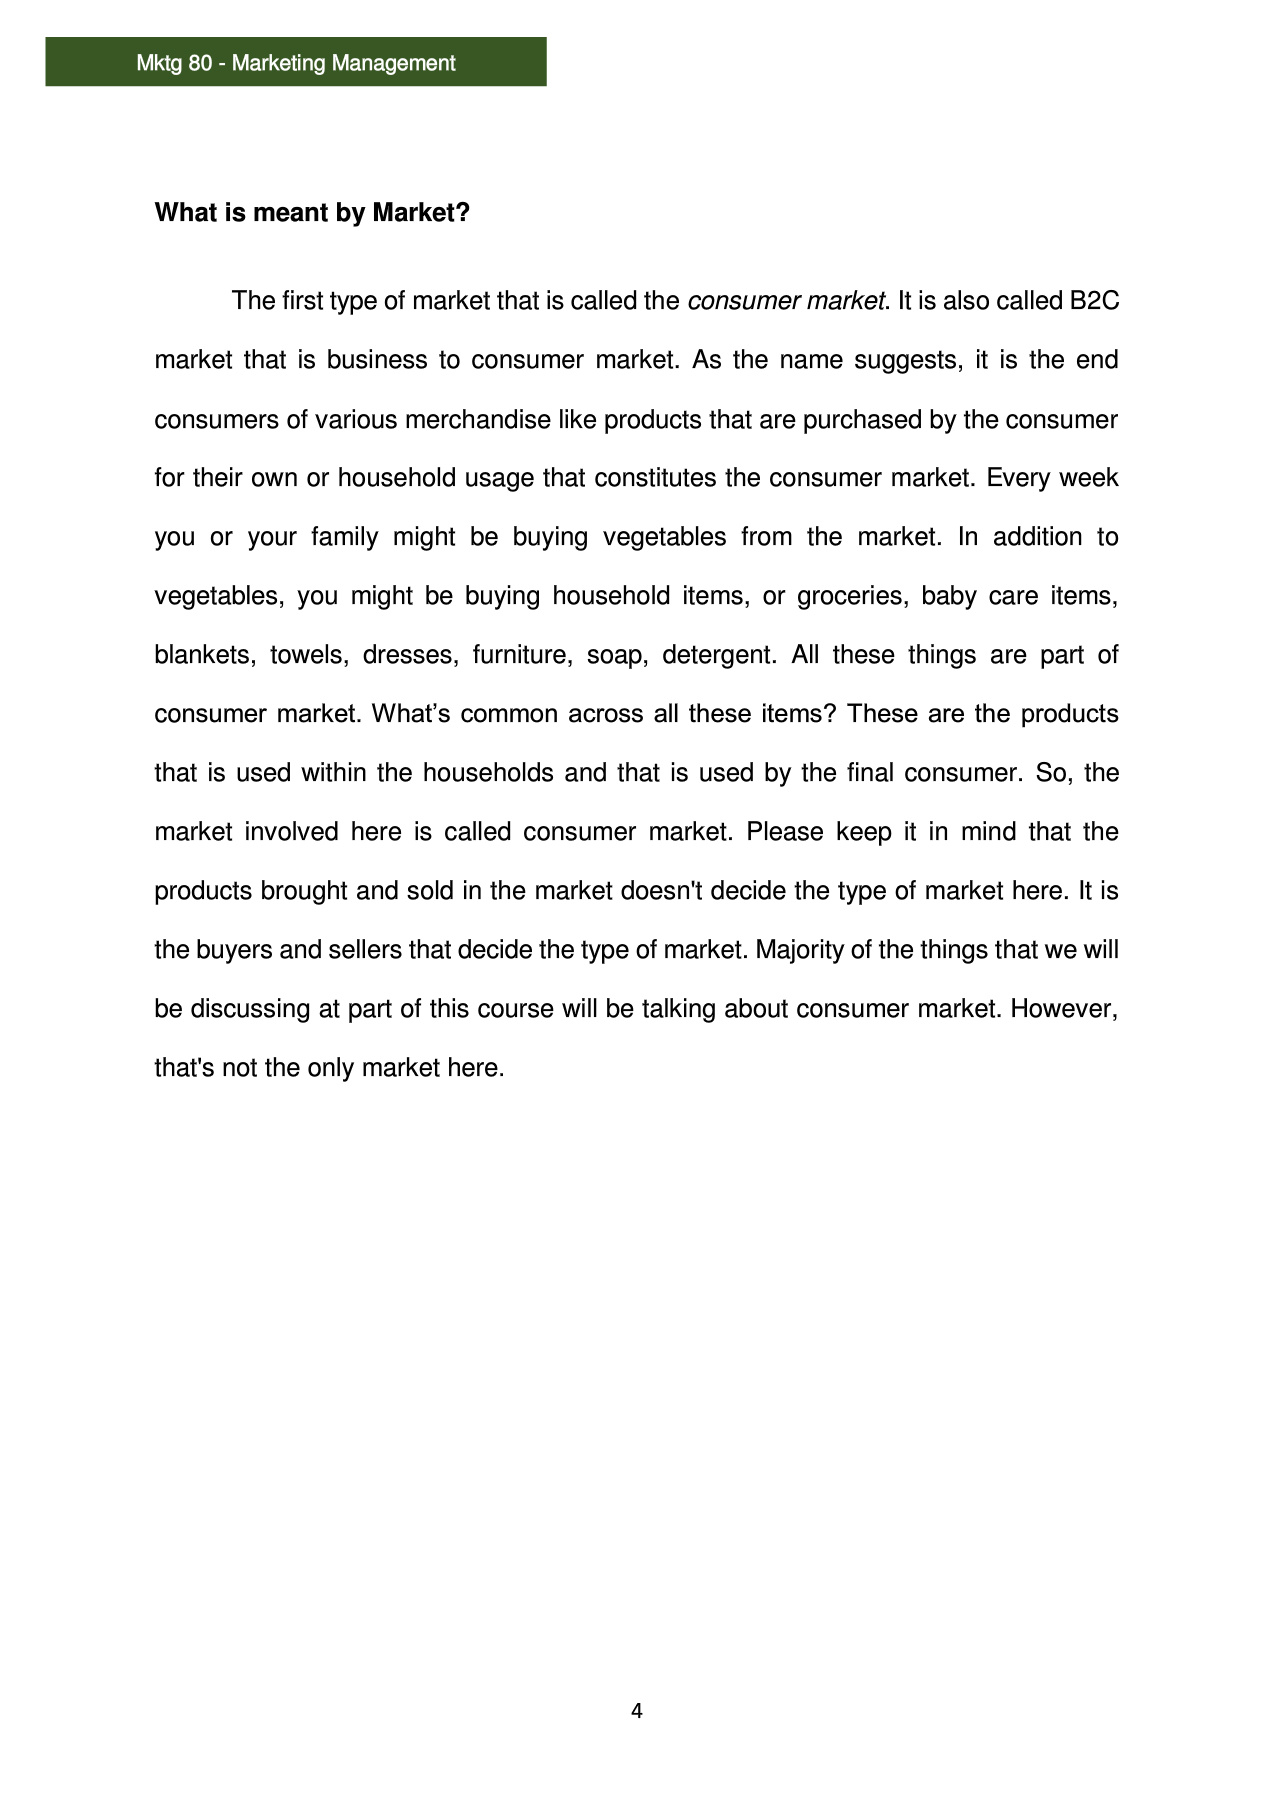 Mktg 80 - Marketing Management
What is meant by Market?
The first type of market that is called the consumer market. It is also called B2C
market that is business to consumer market. As the name suggests, it is the end
consumers of various merchandise like products that are purchased by the consumer
for their own or household usage that constitutes the consumer market. Every week
you or your family might be buying vegetables from the market. In addition to
vegetables, you might be buying household items, or groceries, baby care items,
blankets, towels, dresses, furniture, soap, detergent. All these things are part of
consumer market. What’s common across all these items? These are the products
that is used within the households and that is used by the final consumer. So, the
market involved here is called consumer market. Please keep it in mind that the
products brought and sold in the market doesn't decide the type of market here. It is
the buyers and sellers that decide the type of market. Majority of the things that we will
be discussing at part of this course will be talking about consumer market. However,
that's not the only market here.
4